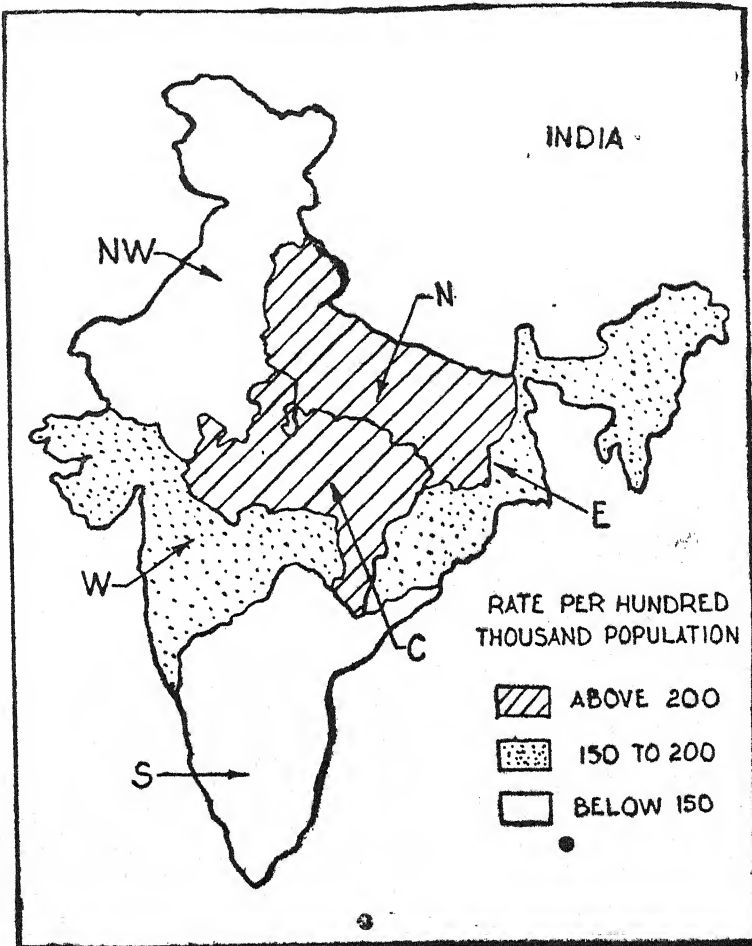 INDIA
NW
N
E
W
C
S
RATE PER HUNDRED
THOUSAND POPULATION
ABOVE 200
150 TO 200
BELOW 150